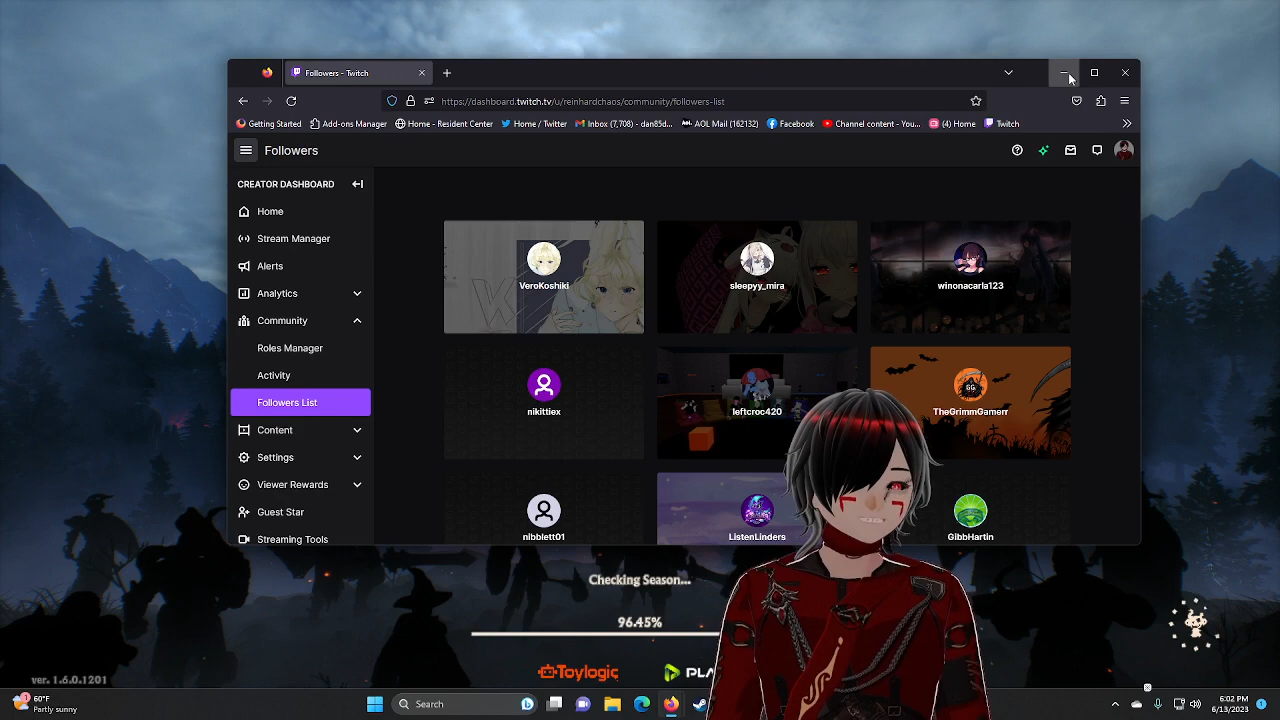 Followers - Twitch
https://dashboard.twitch.tv/u/reinhardchaos/community/followers-list
Getting Started Add-ons Manager Home - Resident Center Home / Twitter Inbox (7,708) - dan85d... AOL Mail (162132) Facebook Channel content - You... (4) Home Twitch
Followers
CREATOR DASHBOARD
Home
Stream Manager
Alerts
Analytics
Community
Roles Manager
Activity
Followers List
Content
Settings
Viewer Rewards
Guest Star
Streaming Tools
VeroKoshiki sleepyy_mira winonacarla123
nikittiex leftcroc420 TheGrimmGamerr
nibblett01 ListenLinders GibbHartin
Checking Season...
96.45%
Toylogic PLA
ver. 1.6.0.1201
60°F
Partly sunny
Search
6:02 PM
6/13/2023